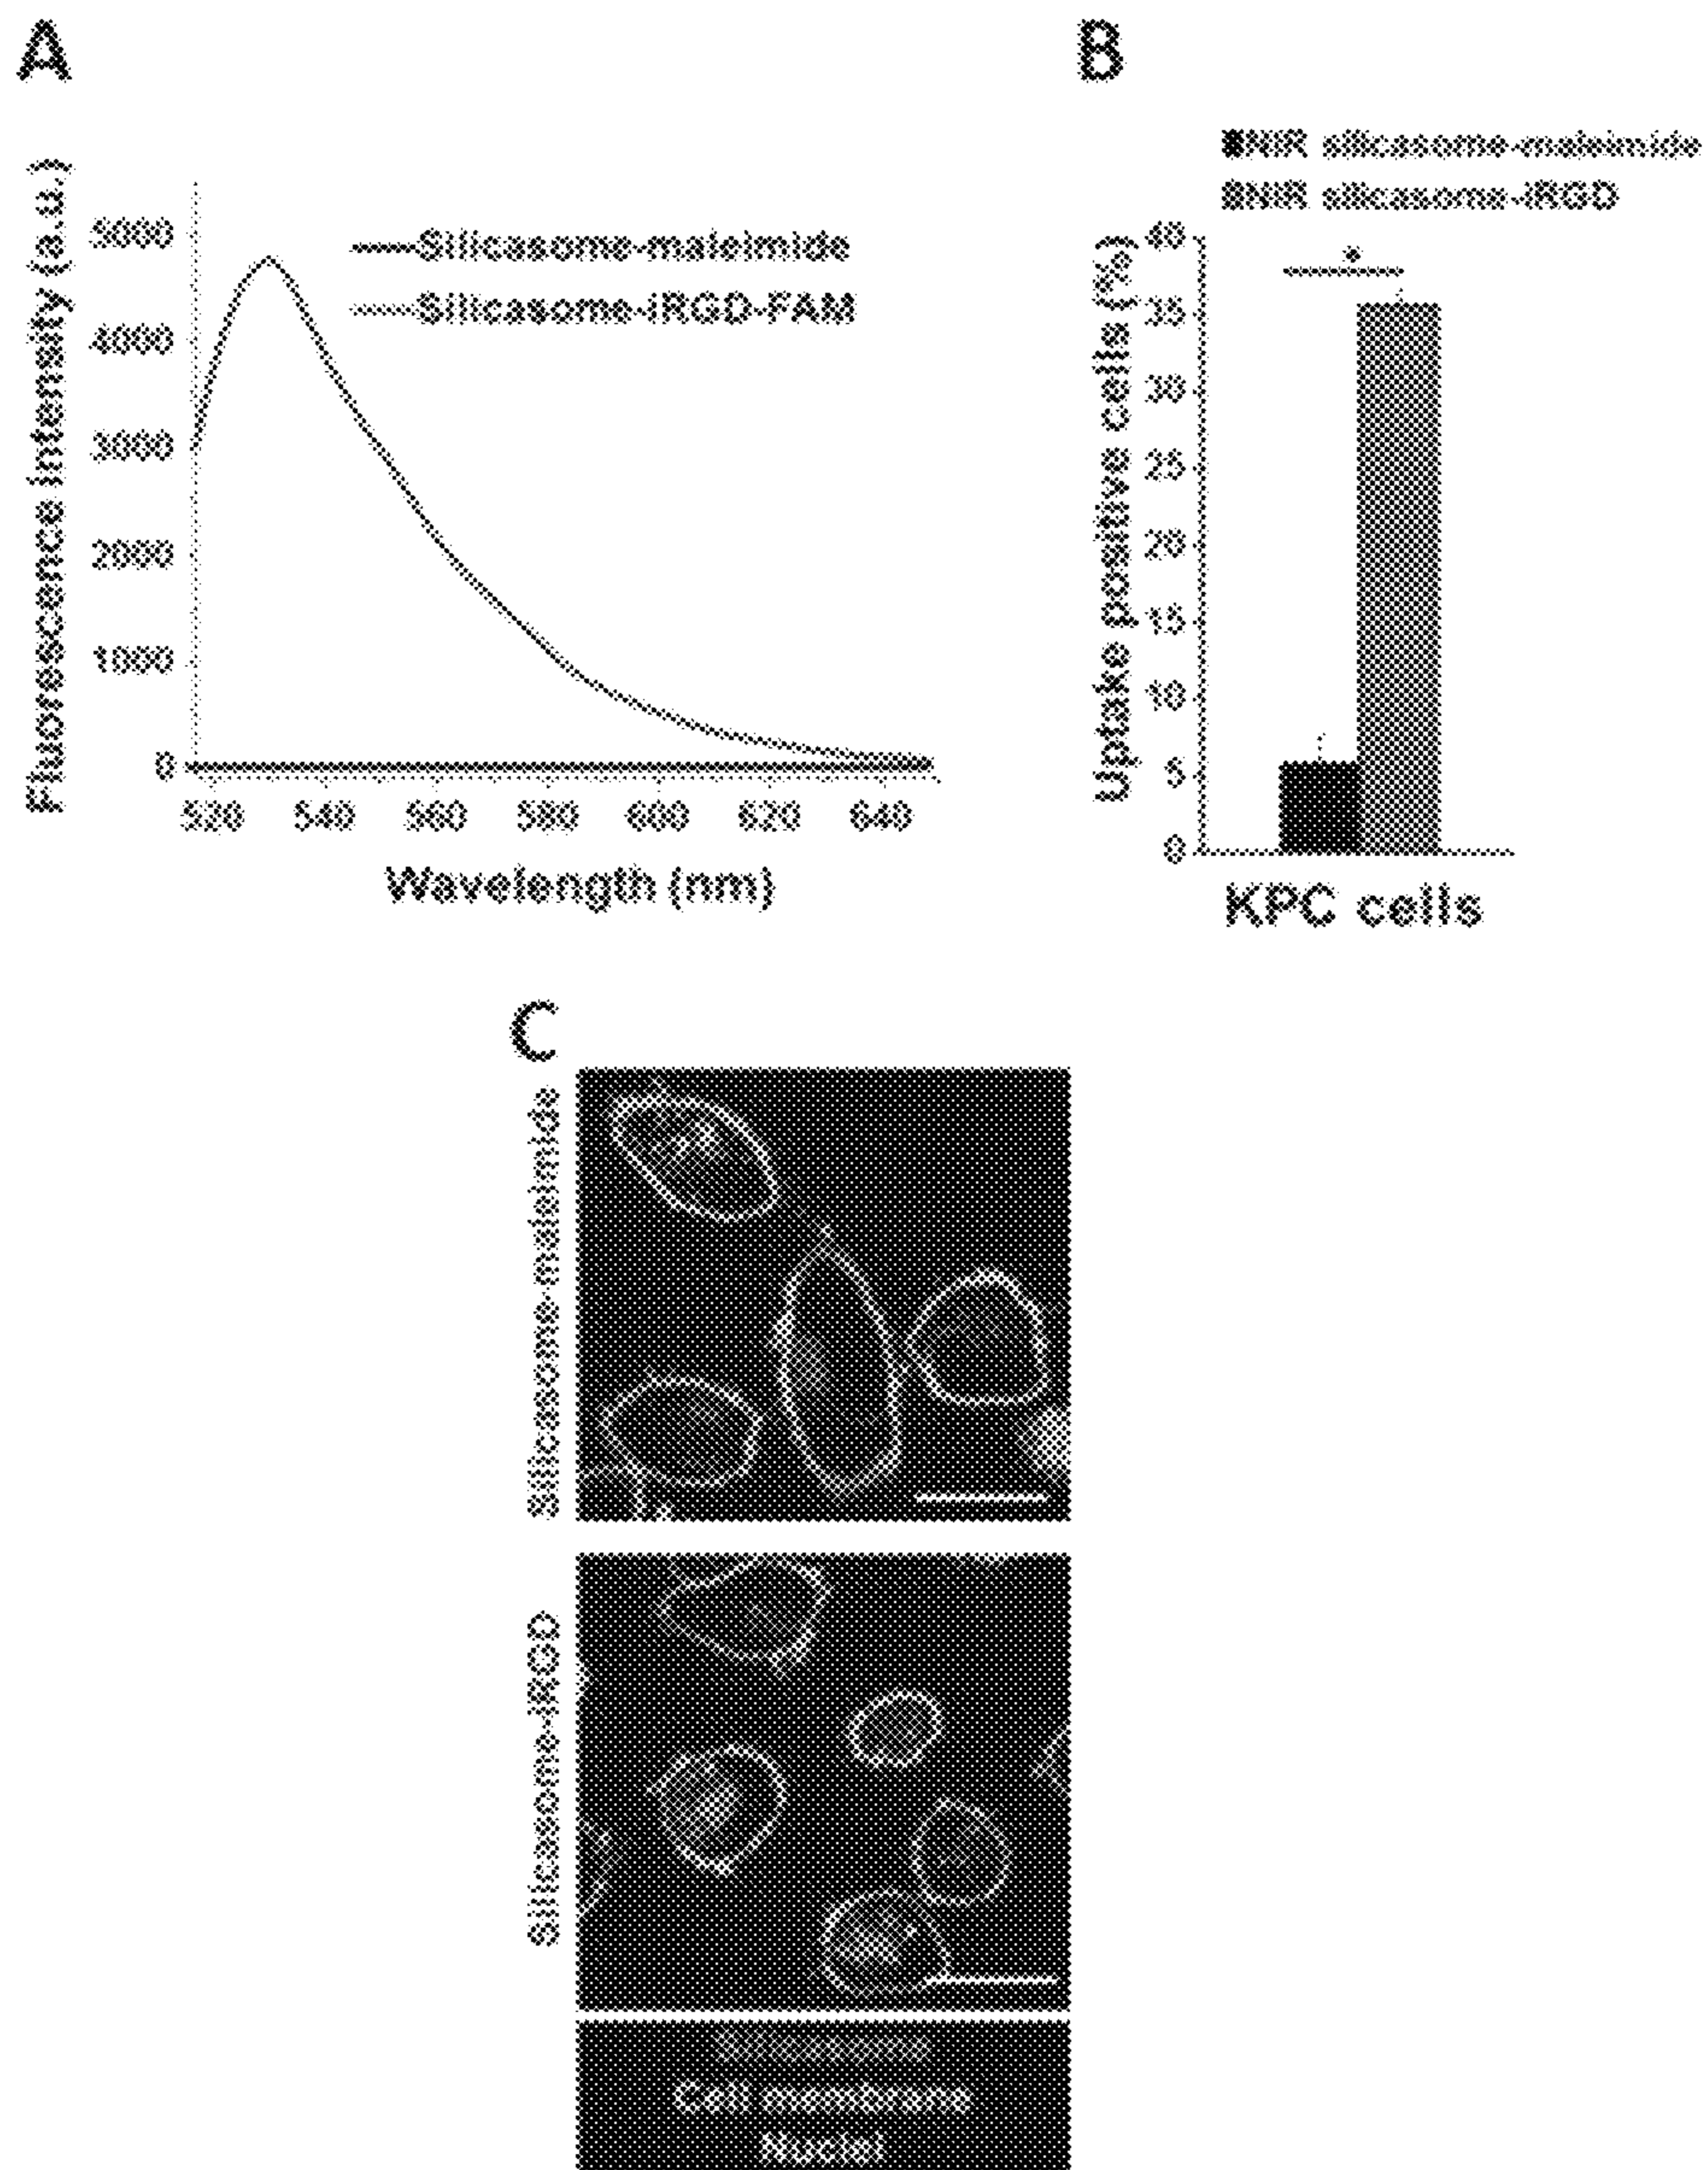 A
Fluorescence intensity (a.u.)
5000
4000
3000
2000
1000
0
Silicasome-maleimide
Silicasome-iRGD-FAM
520 540 560 580 600 620 640
Wavelength (nm)
B
NIR silicasome-maleimide
NIR silicasome-iRGD
Uptake positive cells (%)
40
35
30
25
20
15
10
5
0
*
KPC cells
C
Silicasome-maleimide
Silicasome-iRGD
Silicasome
Cell membrane
Nuclei